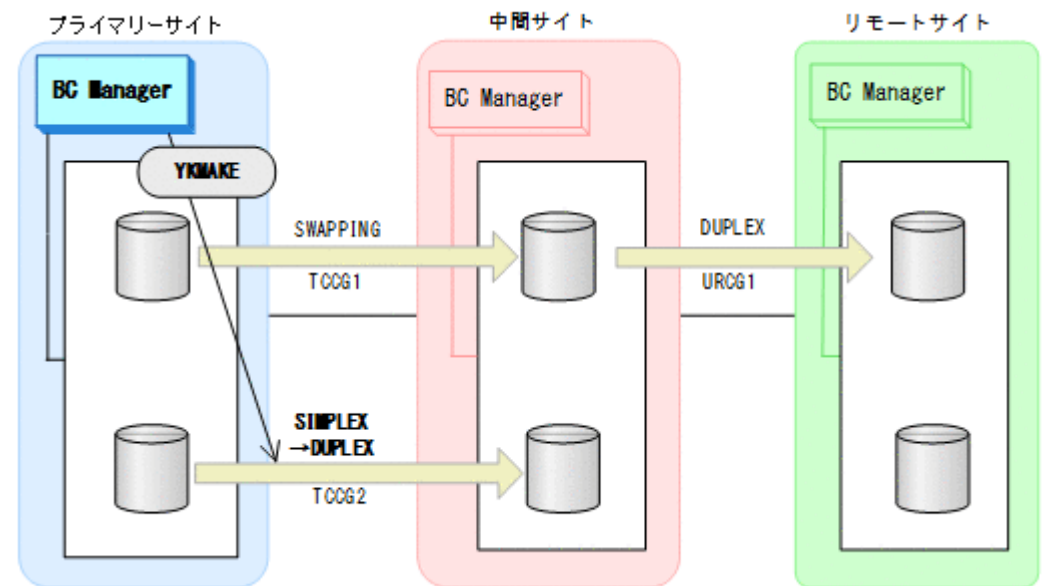 プライマリーサイト
中間サイト
リモートサイト
BC Manager
BC Manager
BC Manager
YKMAKE
SWAPPING
TCCG1
DUPLEX
URCG1
SIMPLEX
→DUPLEX
TCCG2